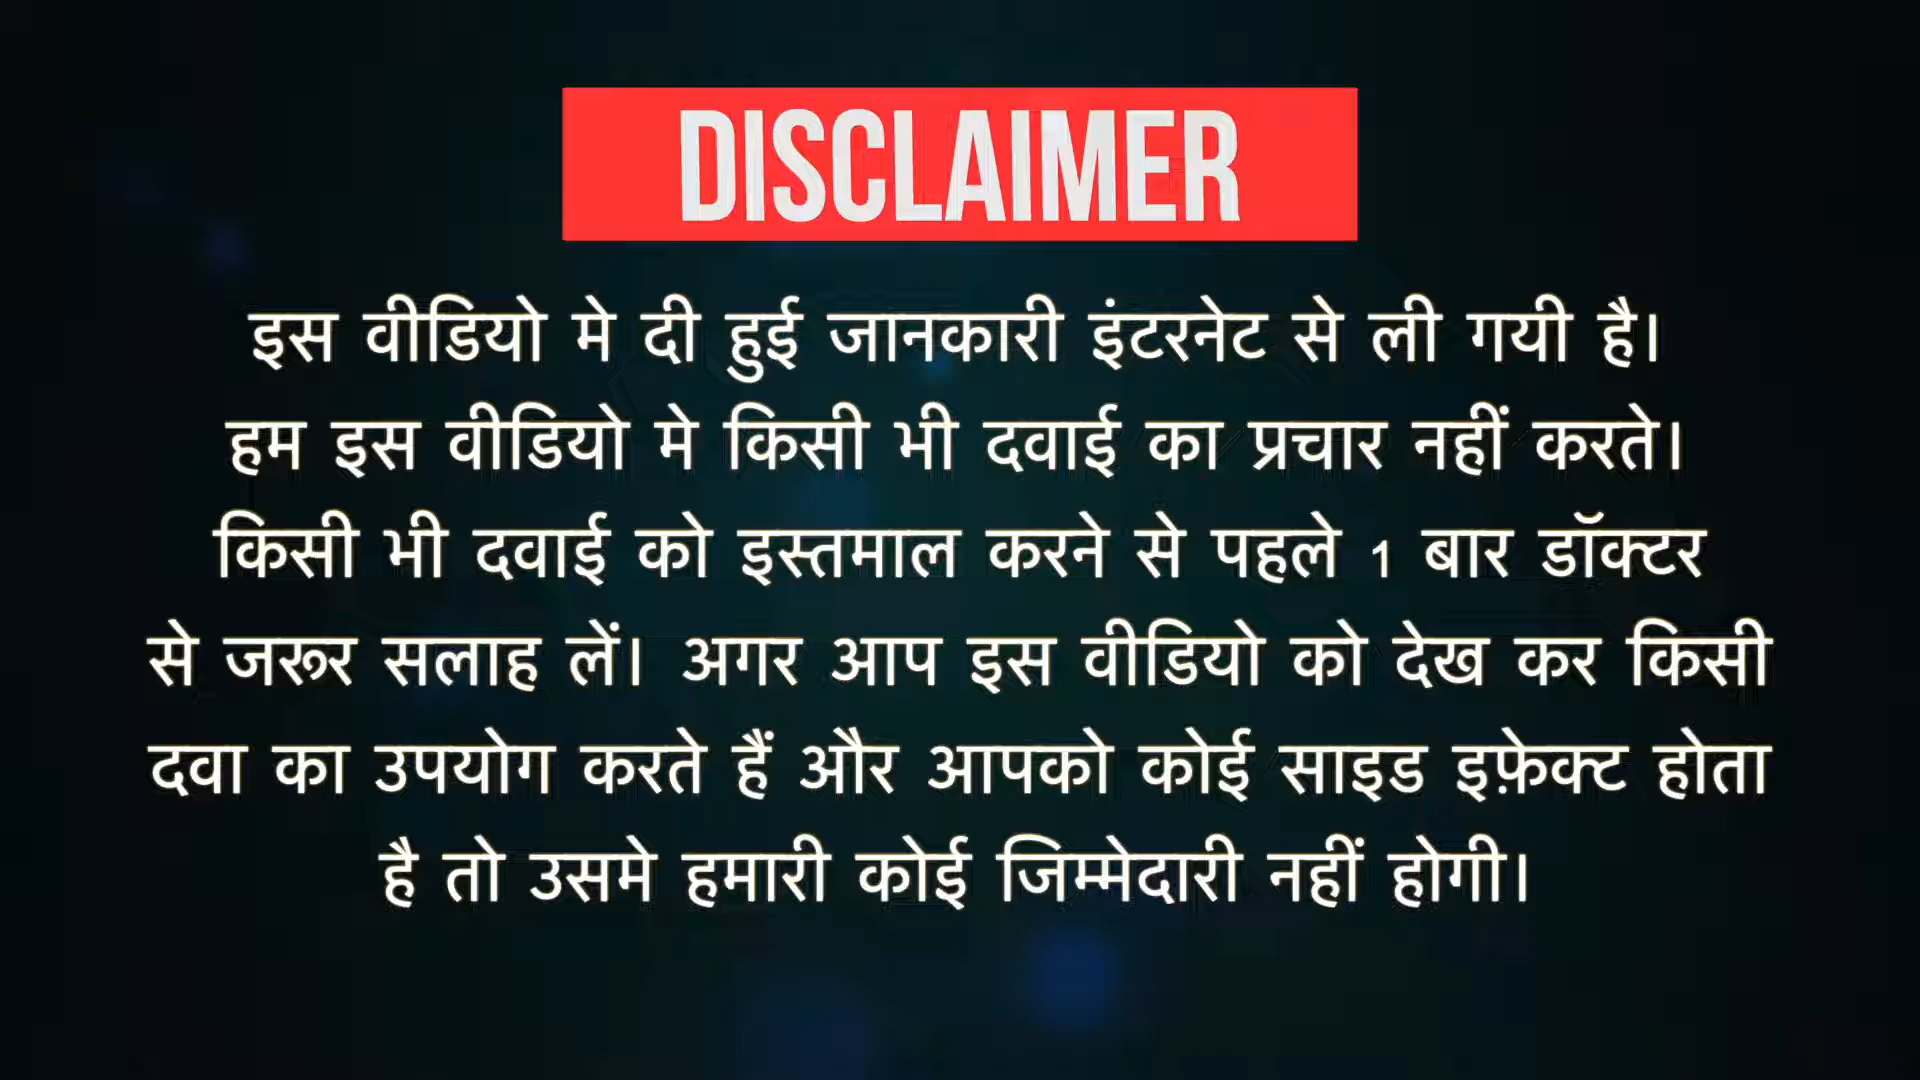 DISCLAIMER
इस वीडियो मे दी हुई जानकारी इंटरनेट से ली गयी है।
हम इस वीडियो मे किसी भी दवाई का प्रचार नहीं करते।
किसी भी दवाई को इस्तमाल करने से पहले 1 बार डॉक्टर
से जरूर सलाह लें। अगर आप इस वीडियो को देख कर किसी
दवा का उपयोग करते हैं और आपको कोई साइड इफ़ेक्ट होता
है तो उसमे हमारी कोई जिम्मेदारी नहीं होगी।